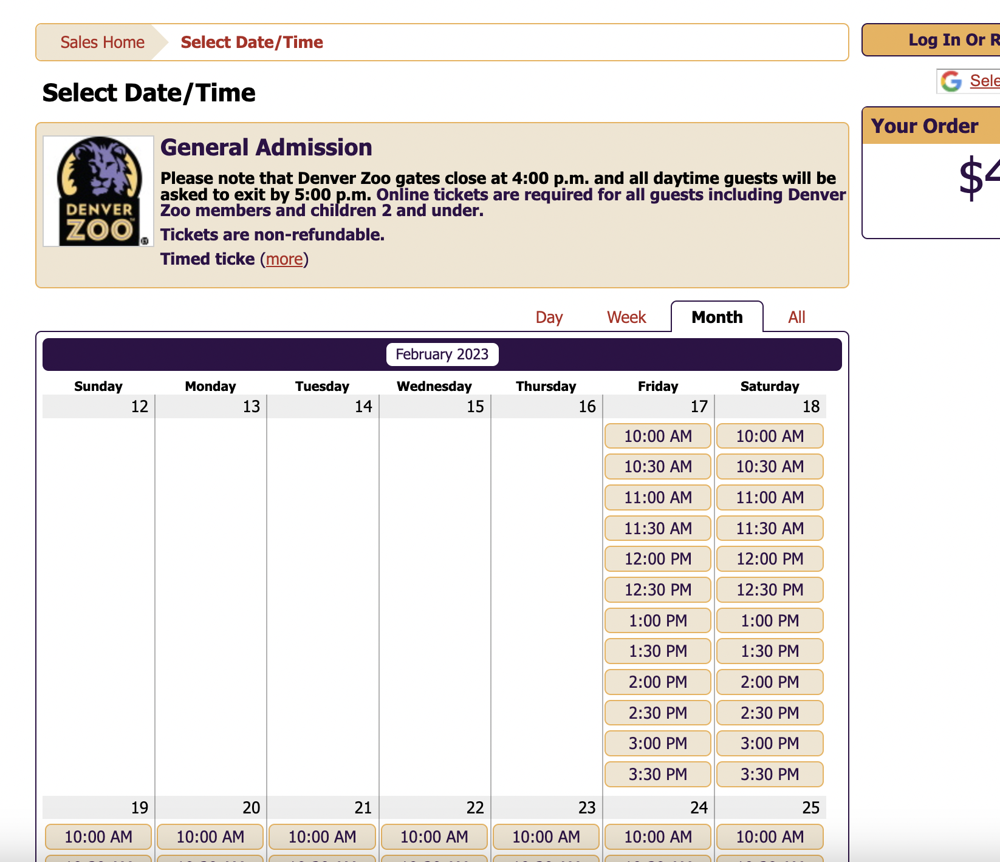 Sales Home
Select Date/Time
Log In Or R
Select Date/Time
Sele
Your Order
$4
DENVER
ZOO
General Admission
Please note that Denver Zoo gates close at 4:00 p.m. and all daytime guests will be
asked to exit by 5:00 p.m. Online tickets are required for all guests including Denver
Zoo members and children 2 and under.
Tickets are non-refundable.
Timed ticke (more)
Day Week Month All
February 2023
Sunday Monday Tuesday Wednesday Thursday Friday Saturday
12 13 14 15 16 17 18
10:00 AM 10:00 AM
10:30 AM 10:30 AM
11:00 AM 11:00 AM
11:30 AM 11:30 AM
12:00 PM 12:00 PM
12:30 PM 12:30 PM
1:00 PM 1:00 PM
1:30 PM 1:30 PM
2:00 PM 2:00 PM
2:30 PM 2:30 PM
3:00 PM 3:00 PM
3:30 PM 3:30 PM
19 20 21 22 23 24 25
10:00 AM 10:00 AM 10:00 AM 10:00 AM 10:00 AM 10:00 AM 10:00 AM